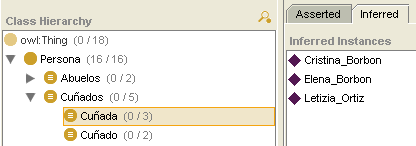 Class Hierarchy
owl:Thing (0 / 18)
Persona (16 / 16)
Abuelos (0 / 2)
Cuñados (0 / 5)
Cuñada (0 / 3)
Cuñado (0 / 2)
Asserted Inferred
Inferred Instances
Cristina_Borbon
Elena_Borbon
Letizia_Ortiz